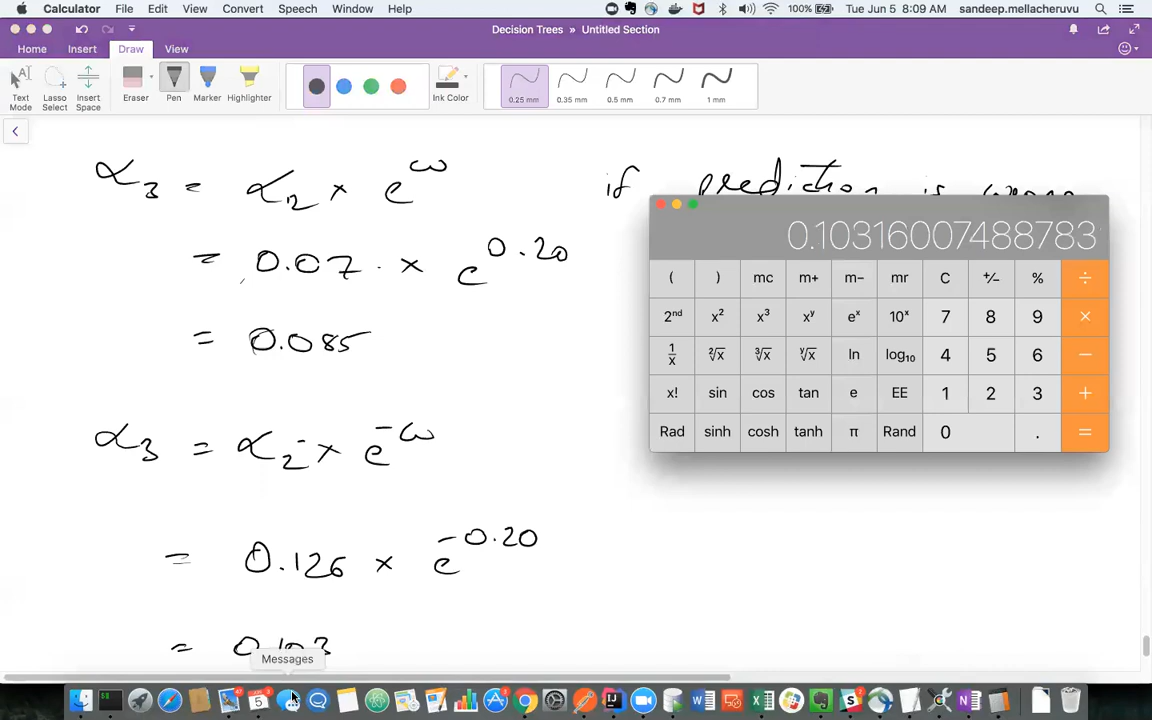 Calculator File Edit View Convert Speech Window Help 100% Tue Jun 5 8:09 AM sandeep.mellacheruvu
Decision Trees » Untitled Section
Home Insert Draw View
Text Mode Lasso Select Insert Space Eraser Pen Marker Highlighter 0.25 mm 0.35 mm 0.5 mm 0.7 mm 1 mm Ink Color
α₃ = α₂ × e^ω if prediction is wrong
= 0.07 × e^0.20
= 0.085
α₃ = α₂ × e^-ω
= 0.126 × e^-0.20
= 0.103
0.10316007488783
( ) mc m+ m- mr C +/- % ÷
2nd x² x³ xʸ eˣ 10ˣ 7 8 9 ×
1/x ²√x ³√x ʸ√x ln log₁₀ 4 5 6 −
x! sin cos tan e EE 1 2 3 +
Rad sinh cosh tanh π Rand 0 . =
Messages